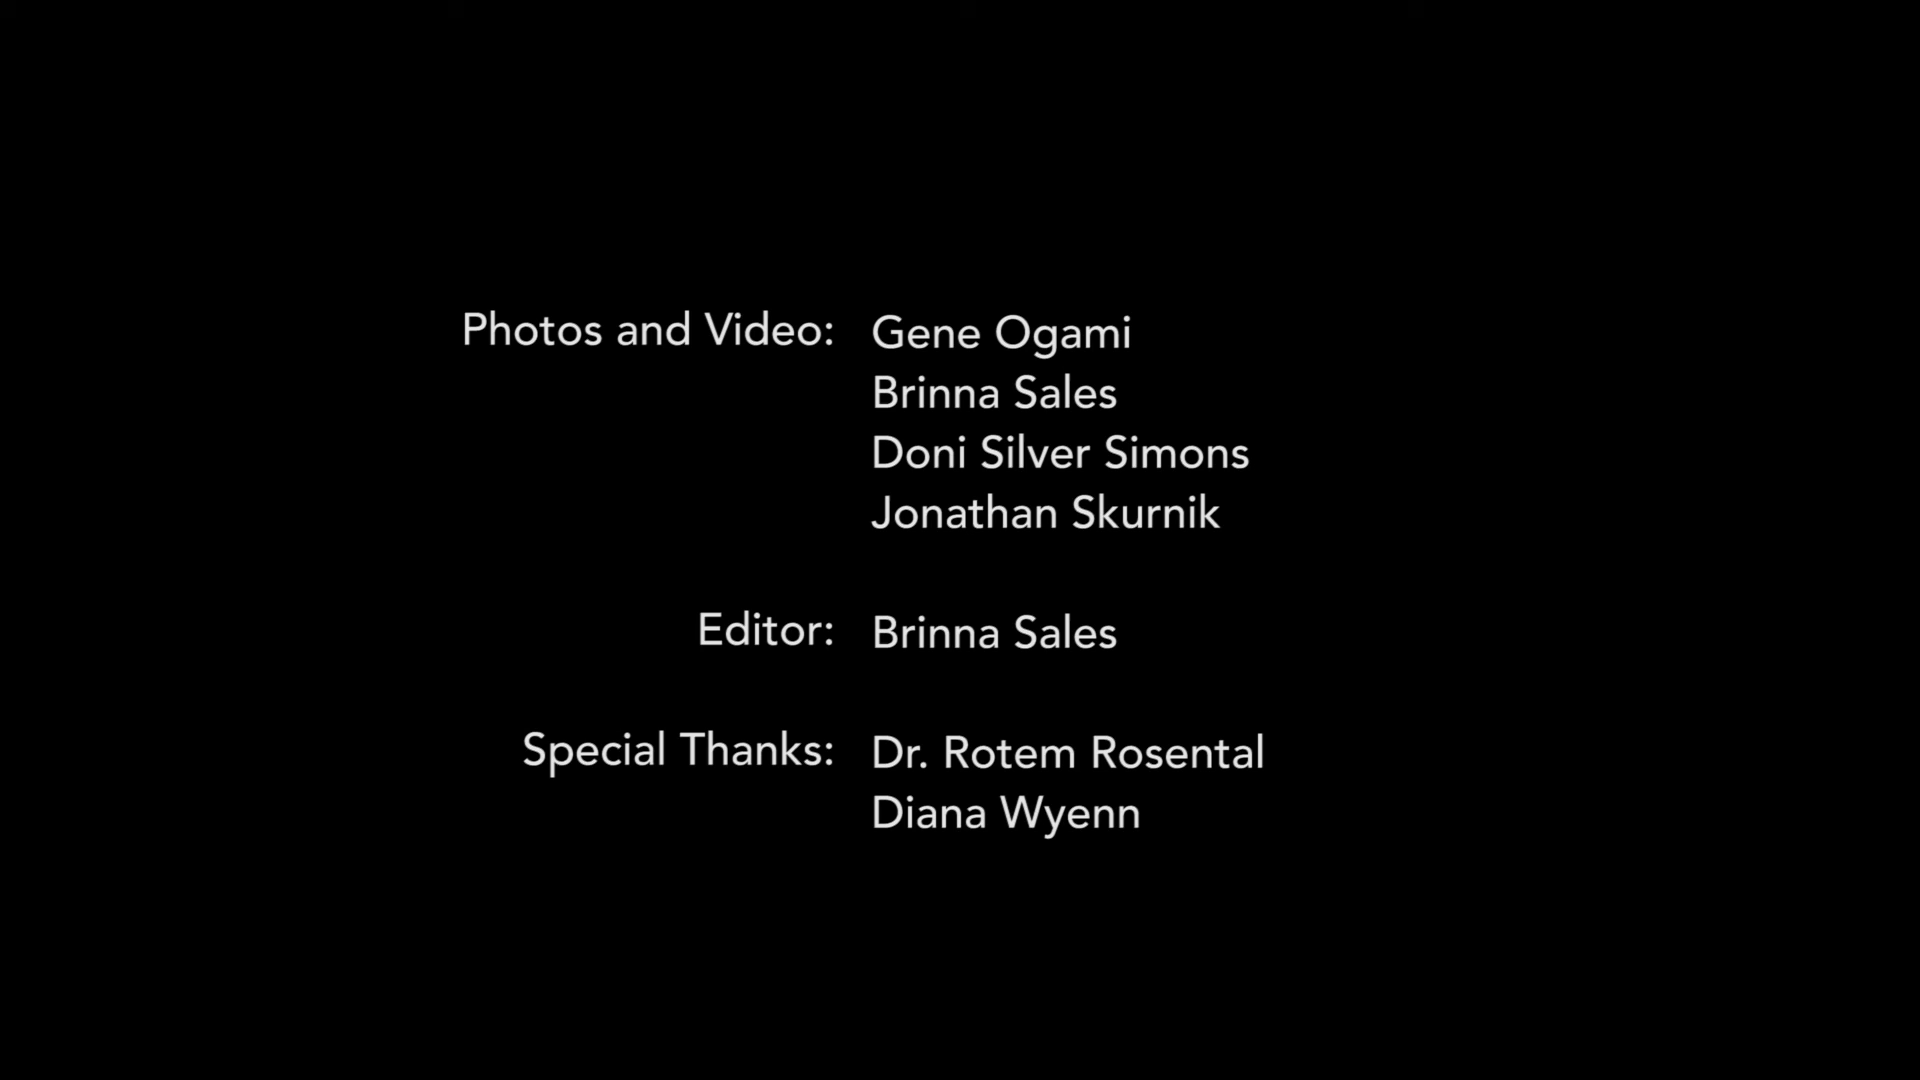 Photos and Video: Gene Ogami
Brinna Sales
Doni Silver Simons
Jonathan Skurnik
Editor: Brinna Sales
Special Thanks: Dr. Rotem Rosental
Diana Wyenn